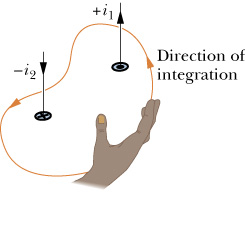 +i₁
−i₂
Direction of
integration